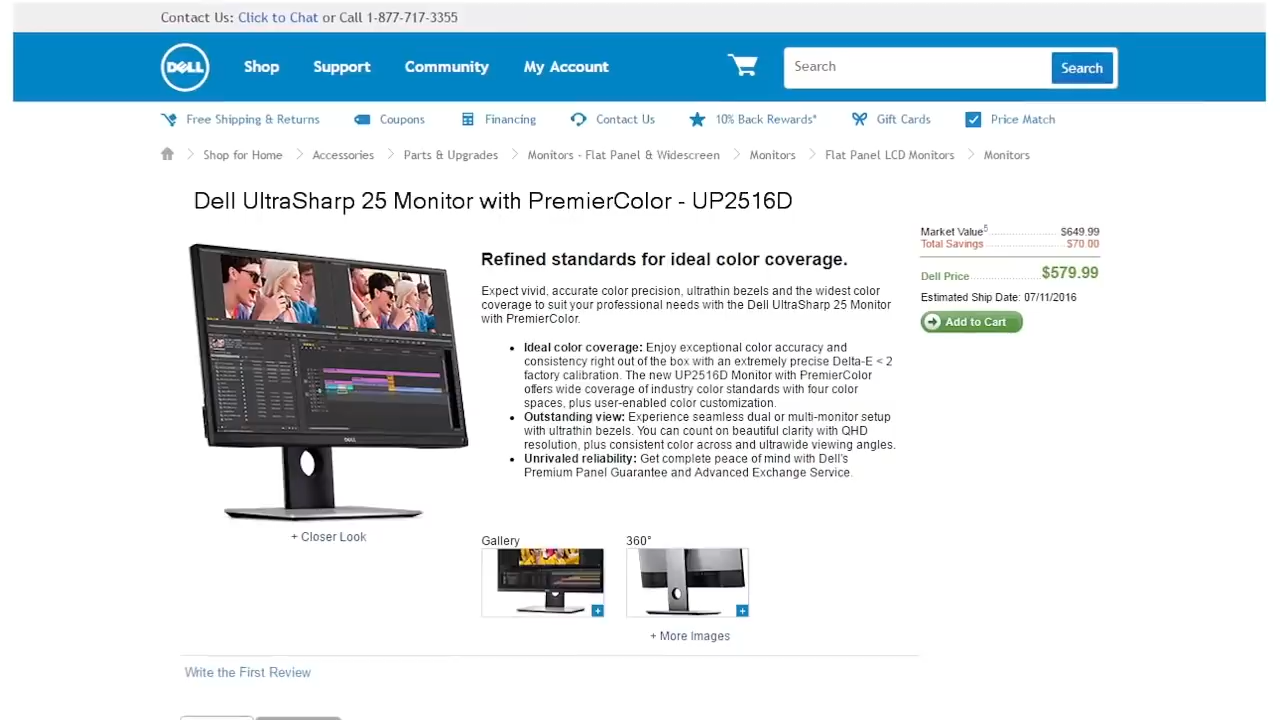 Contact Us: Click to Chat or Call 1-877-717-3355
DELL Shop Support Community My Account Search Search
Free Shipping & Returns Coupons Financing Contact Us 10% Back Rewards* Gift Cards Price Match
Shop for Home Accessories Parts & Upgrades Monitors - Flat Panel & Widescreen Monitors Flat Panel LCD Monitors Monitors
Dell UltraSharp 25 Monitor with PremierColor - UP2516D
Market Value5 $649.99
Total Savings $70.00
Dell Price $579.99
Estimated Ship Date: 07/11/2016
Add to Cart
Refined standards for ideal color coverage.
Expect vivid, accurate color precision, ultrathin bezels and the widest color
coverage to suit your professional needs with the Dell UltraSharp 25 Monitor
with PremierColor.
• Ideal color coverage: Enjoy exceptional color accuracy and
consistency right out of the box with an extremely precise Delta-E < 2
factory calibration. The new UP2516D Monitor with PremierColor
offers wide coverage of industry color standards with four color
spaces, plus user-enabled color customization.
• Outstanding view: Experience seamless dual or multi-monitor setup
with ultrathin bezels. You can count on beautiful clarity with QHD
resolution, plus consistent color across and ultrawide viewing angles.
• Unrivaled reliability: Get complete peace of mind with Dell's
Premium Panel Guarantee and Advanced Exchange Service.
DELL
+ Closer Look
Gallery 360°
+ More Images
Write the First Review